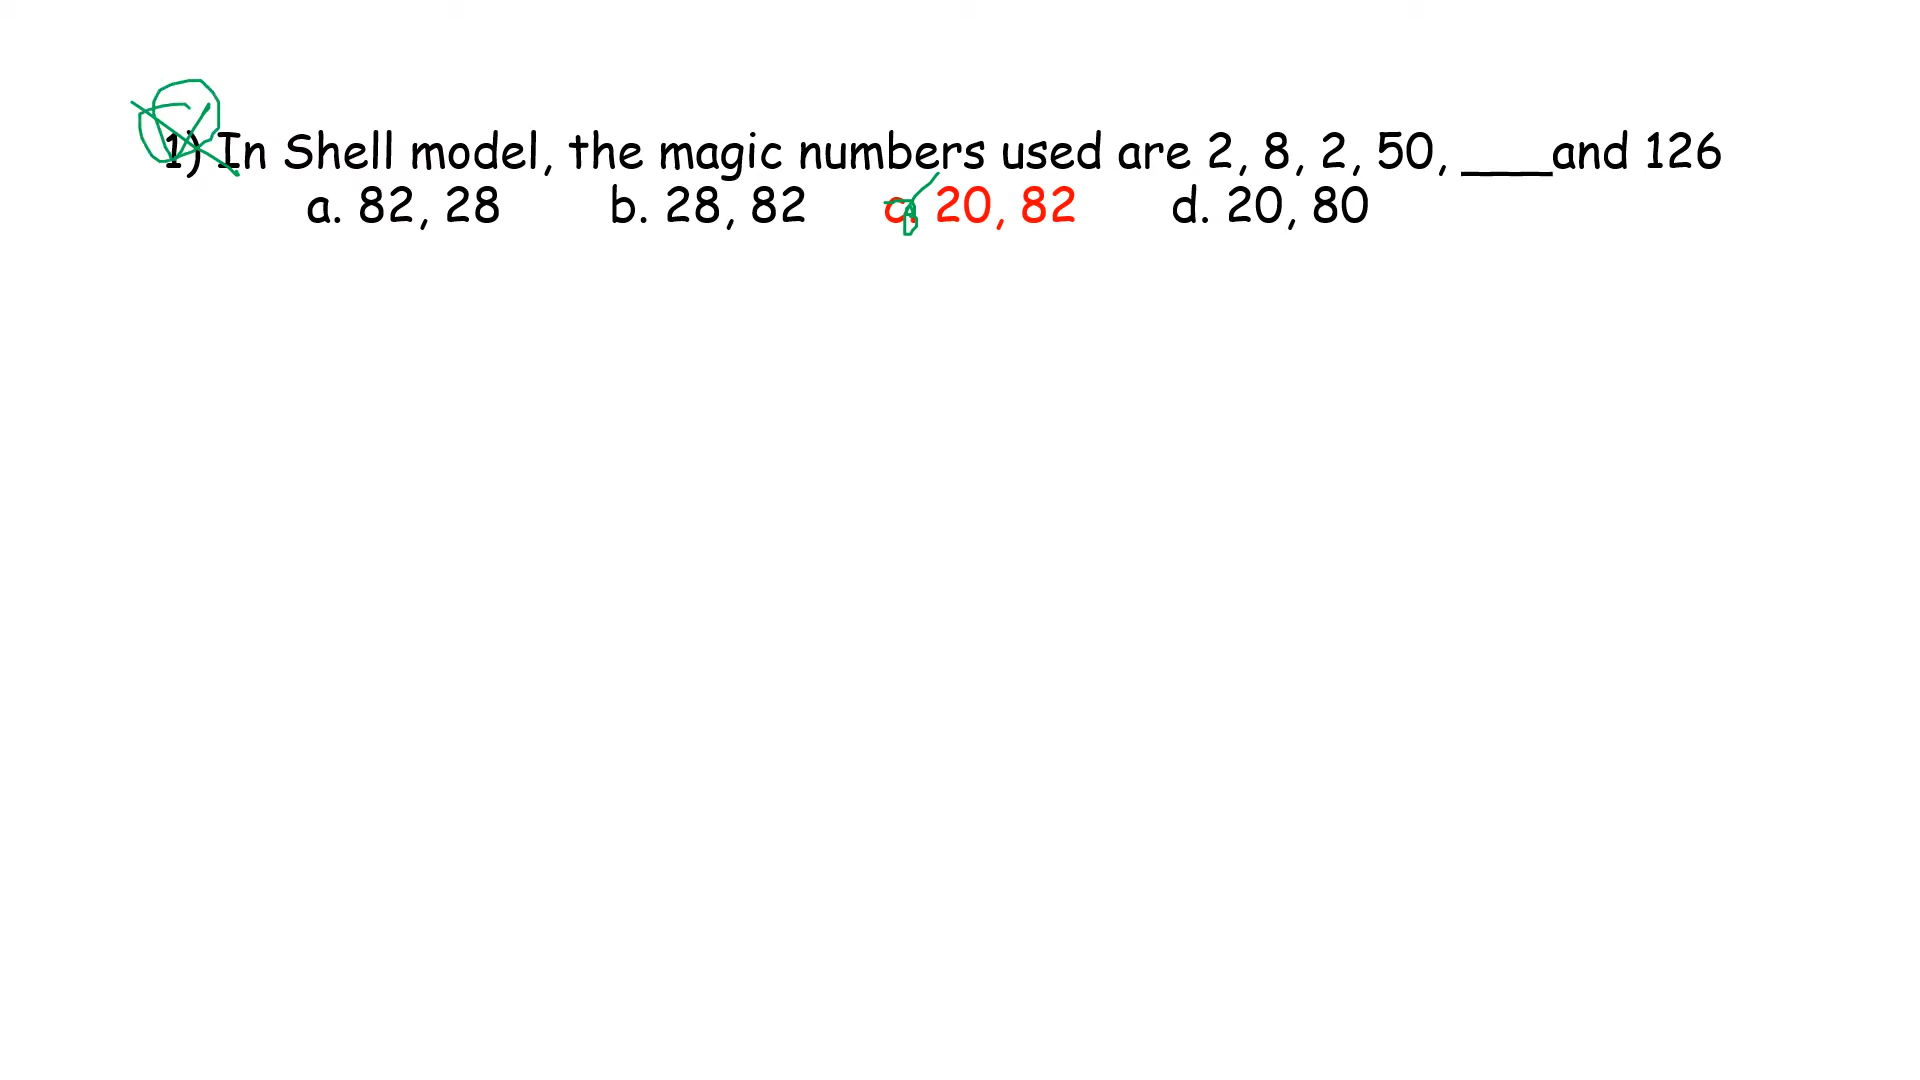 1) In Shell model, the magic numbers used are 2, 8, 2, 50, ___and 126
a. 82, 28 b. 28, 82 c. 20, 82 d. 20, 80